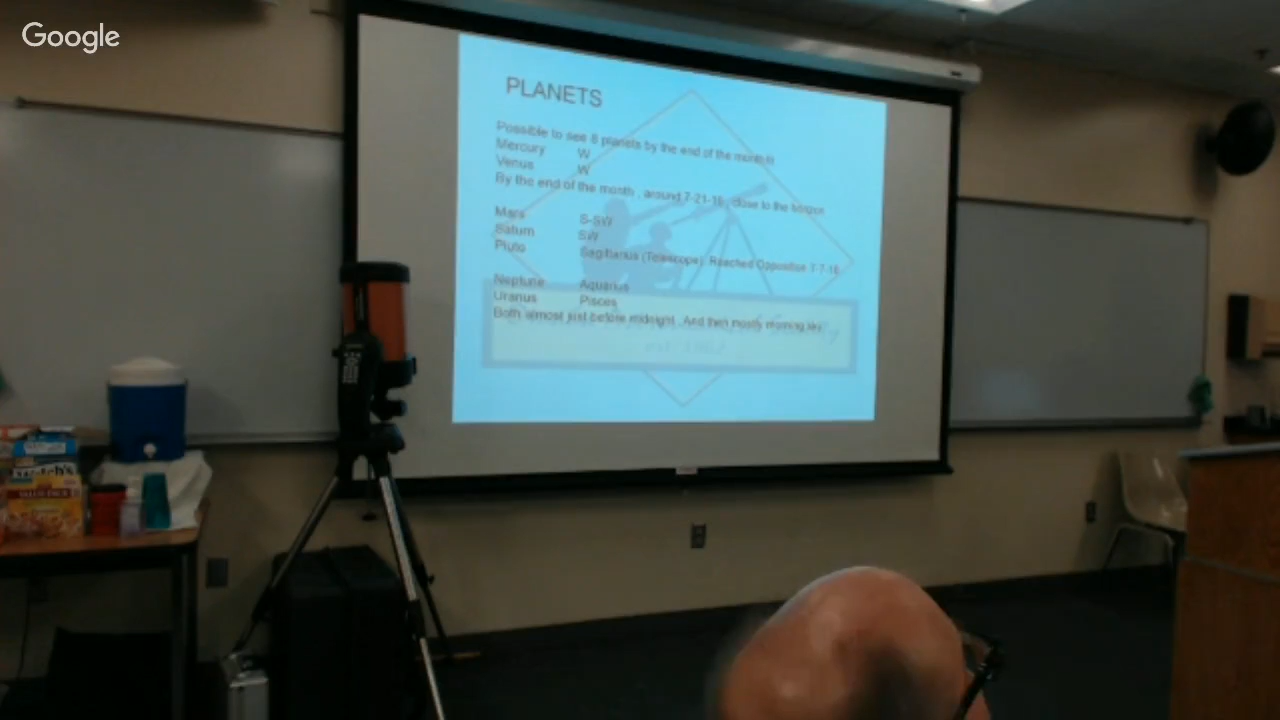 Google
PLANETS
Possible to see 8 planets by the end of the month!!!
Mercury W
Venus W
By the end of the month , around 7-21-16 , close to the horizon
Mars S-SW
Saturn SW
Pluto Sagittarius (Telescope) Reached Opposition 7-7-16
Neptune Aquarius
Uranus Pisces
Both almost just before midnight . And then mostly morning